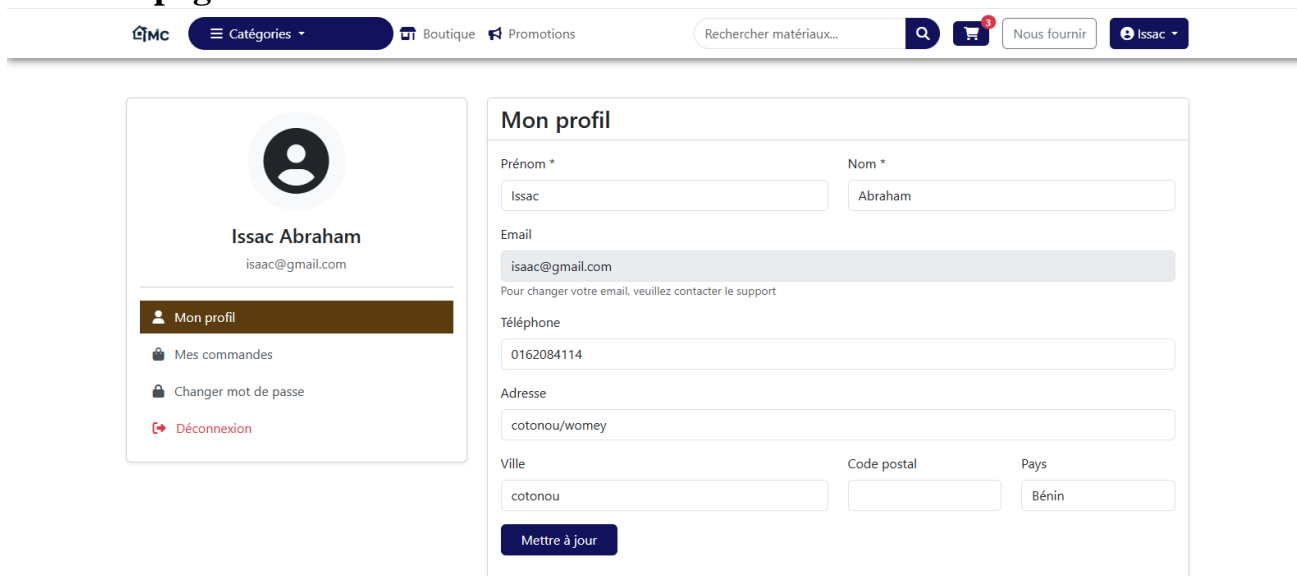 pag
MC
Catégories
Boutique
Promotions
Rechercher matériaux...
3
Nous fournir
Issac
Issac Abraham
isaac@gmail.com
Mon profil
Mes commandes
Changer mot de passe
Déconnexion
Mon profil
Prénom * Nom *
Issac Abraham
Email
isaac@gmail.com
Pour changer votre email, veuillez contacter le support
Téléphone
0162084114
Adresse
cotonou/womey
Ville Code postal Pays
cotonou Bénin
Mettre à jour